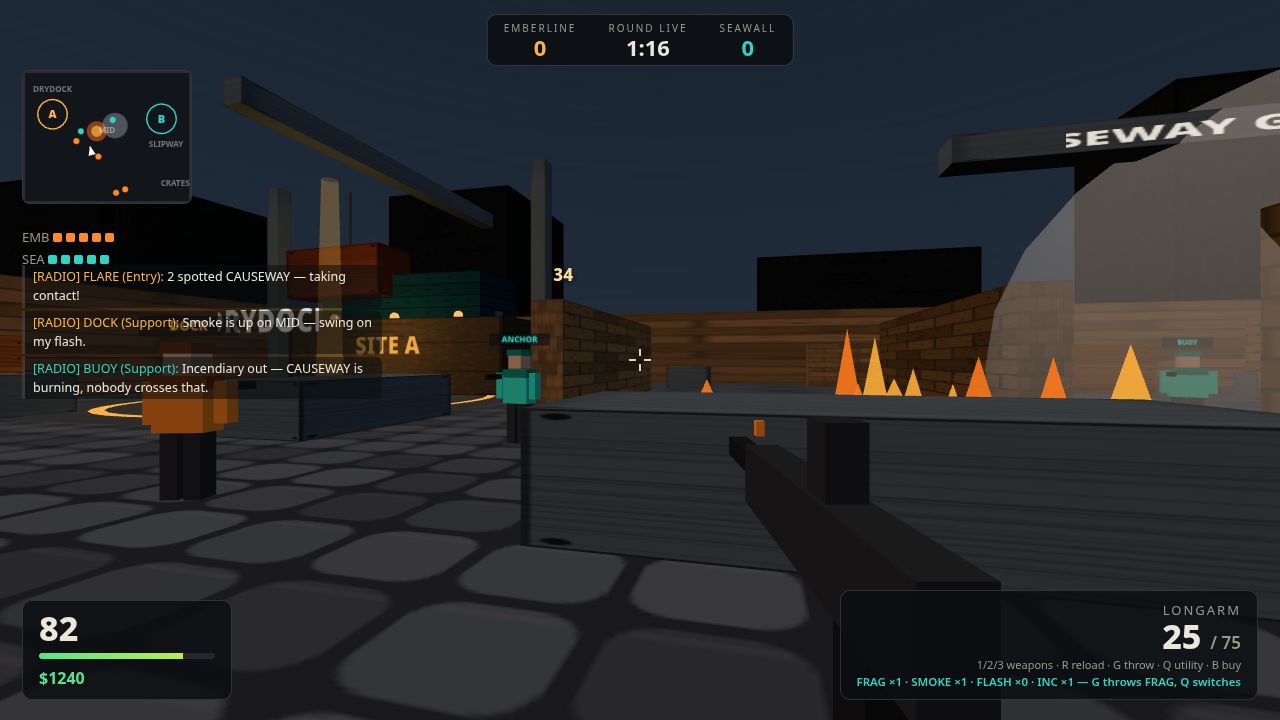 EMBERLINE
0
ROUND LIVE
1:16
SEAWALL
0
DRYDOCK
A
B
MID
SLIPWAY
CRATES
EMB
SEA
[RADIO] FLARE (Entry): 2 spotted CAUSEWAY — taking
contact!
[RADIO] DOCK (Support): Smoke is up on MID — swing on
my flash.
[RADIO] BUOY (Support): Incendiary out — CAUSEWAY is
burning, nobody crosses that.
SITE A
34
ANCHOR
BUOY
SEWAY
82
$1240
LONGARM
25 / 75
1/2/3 weapons · R reload · G throw · Q utility · B buy
FRAG ×1 · SMOKE ×1 · FLASH ×0 · INC ×1 — G throws FRAG, Q switches